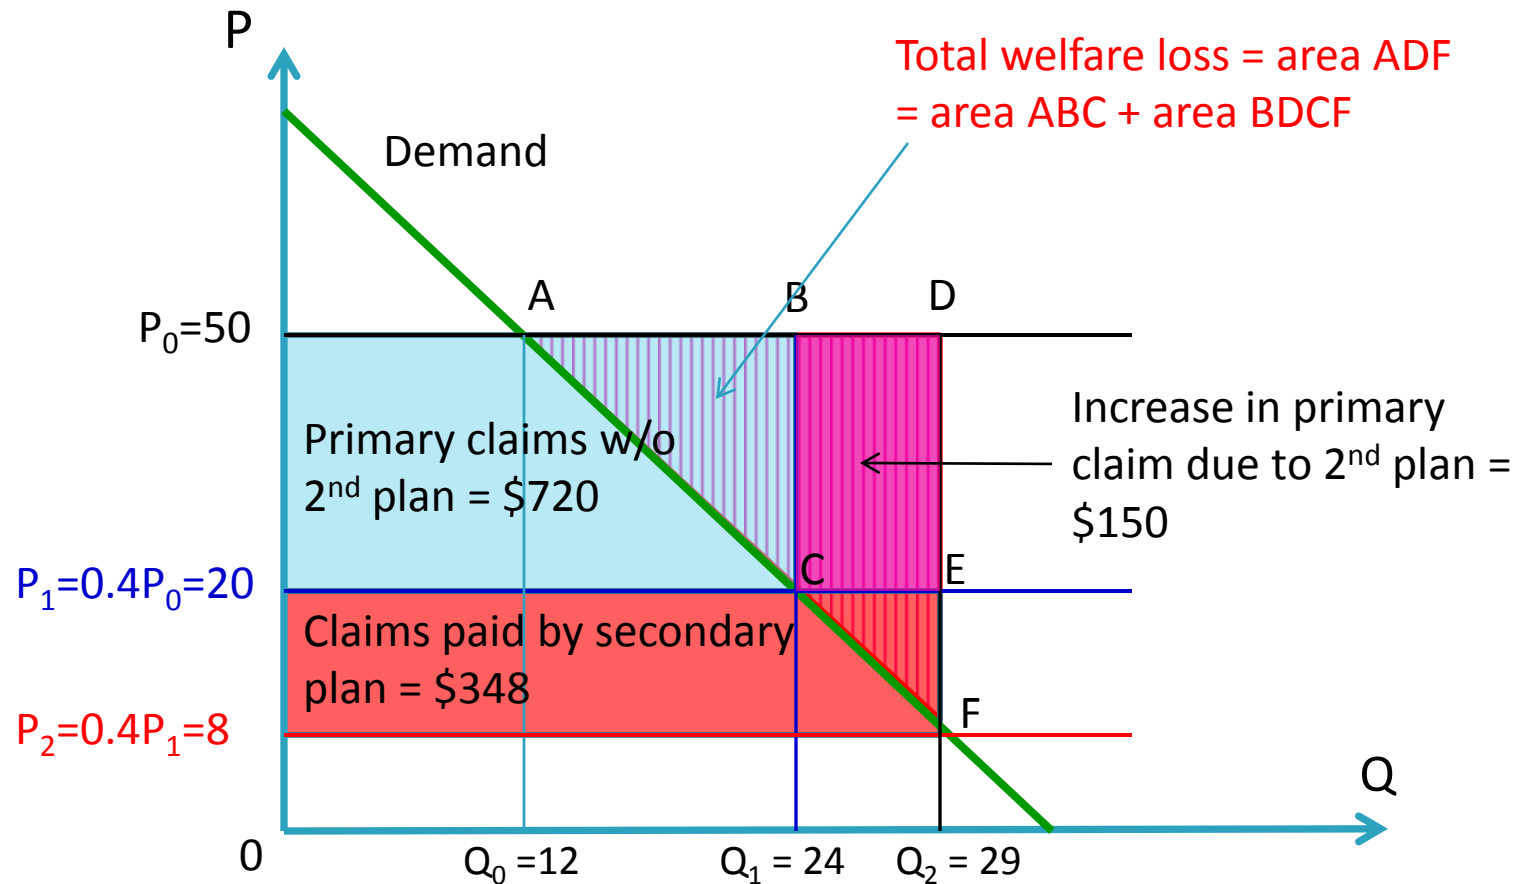 P
Total welfare loss = area ADF
= area ABC + area BDCF
Demand
A
B
D
P₀=50
Primary claims w/o
2ⁿᵈ plan = $720
Increase in primary
claim due to 2ⁿᵈ plan =
$150
C
E
P₁=0.4P₀=20
Claims paid by secondary
plan = $348
F
P₂=0.4P₁=8
Q
0
Q₀ =12
Q₁ = 24
Q₂ = 29